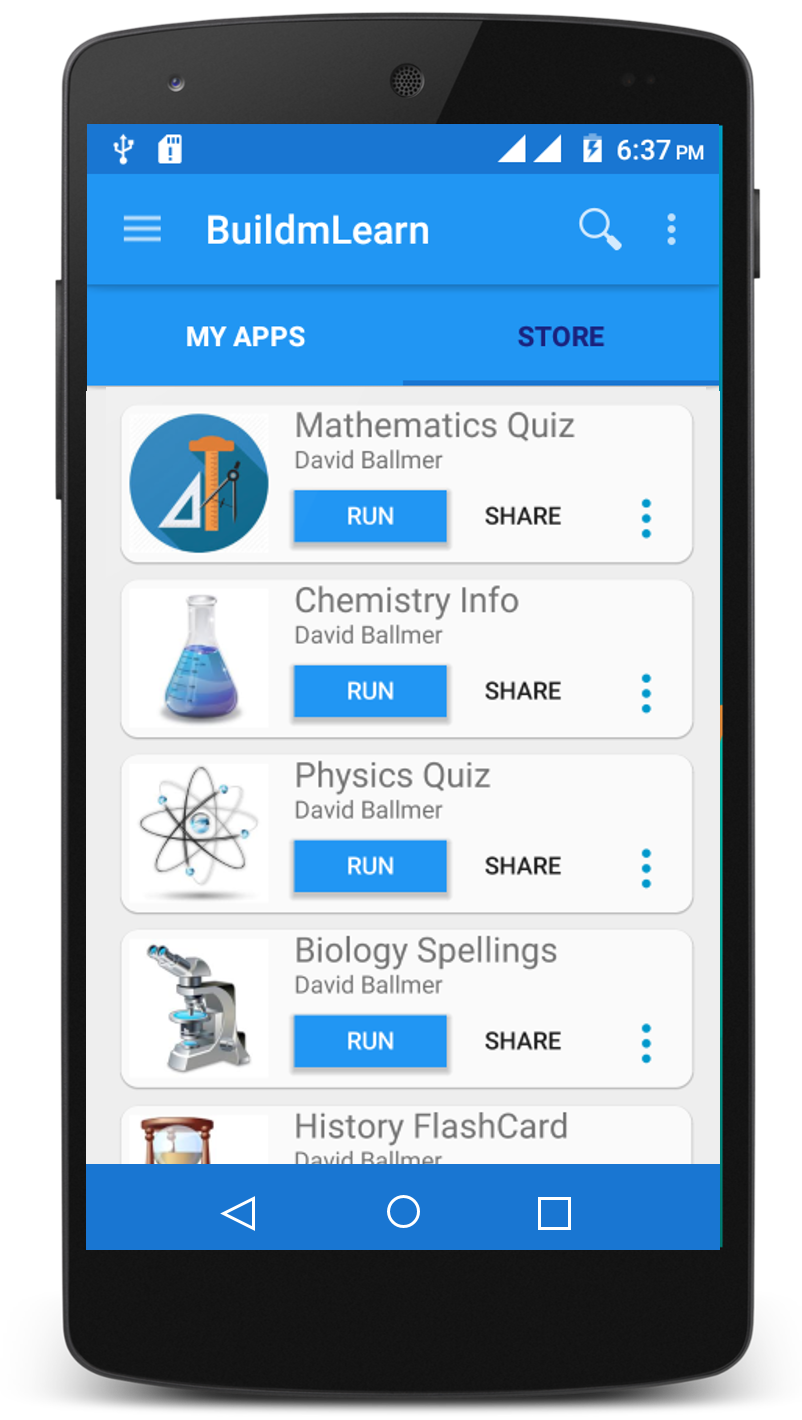 6:37 PM
BuildmLearn
MY APPS STORE
Mathematics Quiz
David Ballmer
RUN SHARE
Chemistry Info
David Ballmer
RUN SHARE
Physics Quiz
David Ballmer
RUN SHARE
Biology Spellings
David Ballmer
RUN SHARE
History FlashCard
David Ballmer